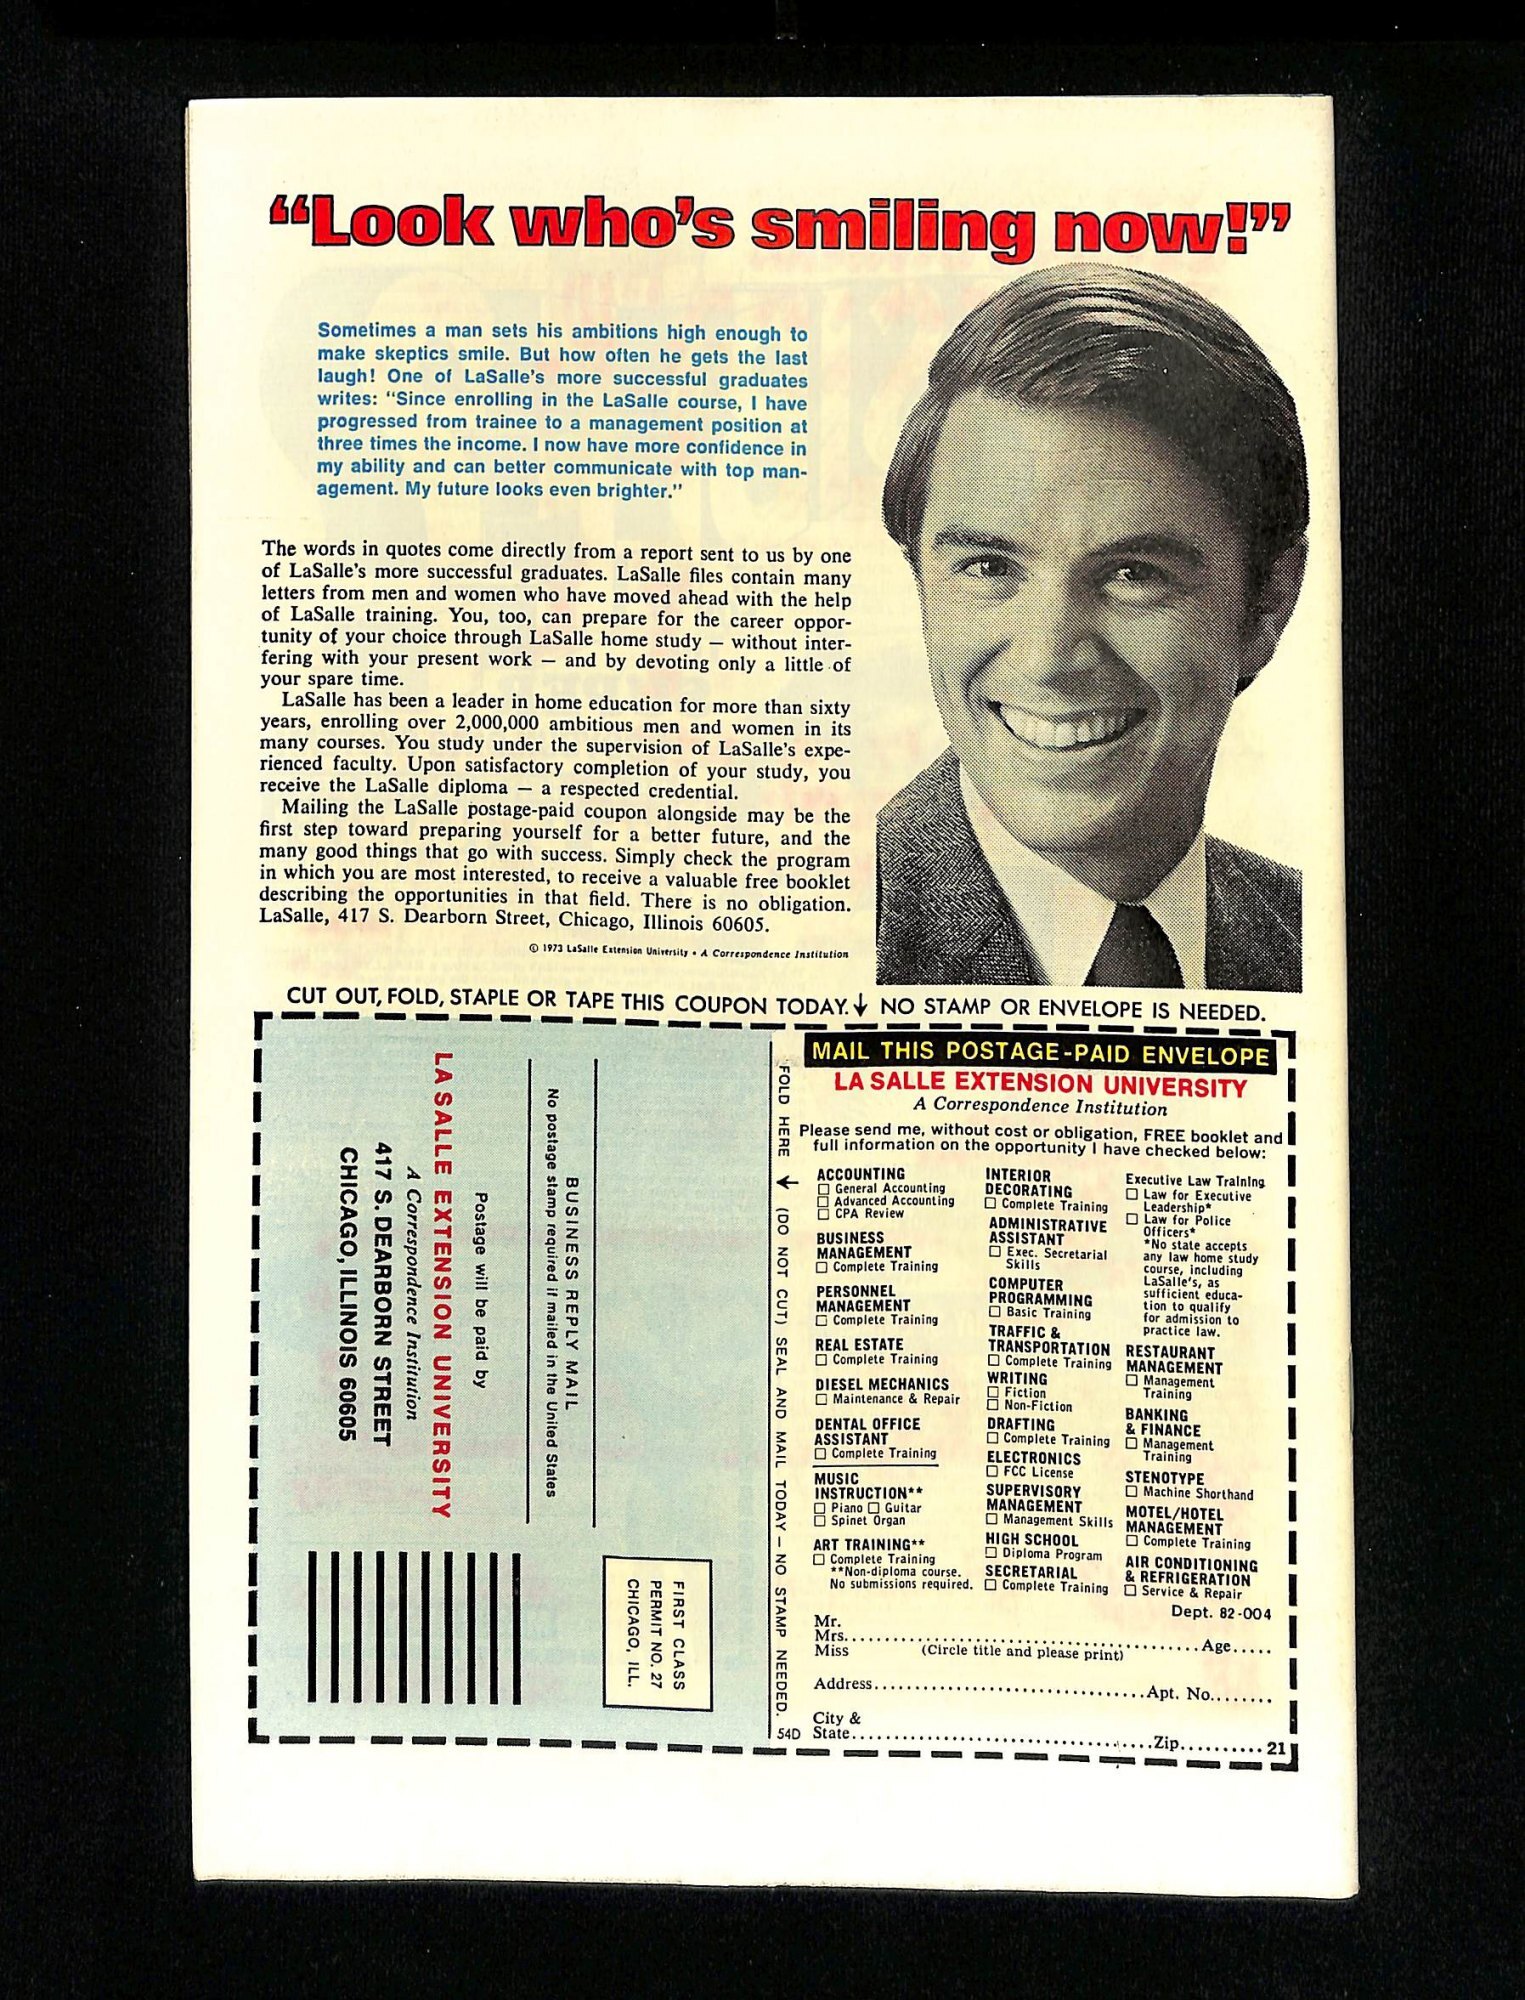 “Look who’s smiling now!”
Sometimes a man sets his ambitions high enough to
make skeptics smile. But how often he gets the last
laugh! One of LaSalle’s more successful graduates
writes: “Since enrolling in the LaSalle course, I have
progressed from trainee to a management position at
three times the income. I now have more confidence in
my ability and can better communicate with top man-
agement. My future looks even brighter.”
The words in quotes come directly from a report sent to us by one
of LaSalle’s more successful graduates. LaSalle files contain many
letters from men and women who have moved ahead with the help
of LaSalle training. You, too, can prepare for the career oppor-
tunity of your choice through LaSalle home study — without inter-
fering with your present work — and by devoting only a little of
your spare time.
LaSalle has been a leader in home education for more than sixty
years, enrolling over 2,000,000 ambitious men and women in its
many courses. You study under the supervision of LaSalle’s expe-
rienced faculty. Upon satisfactory completion of your study, you
receive the LaSalle diploma — a respected credential.
Mailing the LaSalle postage-paid coupon alongside may be the
first step toward preparing yourself for a better future, and the
many good things that go with success. Simply check the program
in which you are most interested, to receive a valuable free booklet
describing the opportunities in that field. There is no obligation.
LaSalle, 417 S. Dearborn Street, Chicago, Illinois 60605.
© 1973 LaSalle Extension University • A Correspondence Institution
CUT OUT, FOLD, STAPLE OR TAPE THIS COUPON TODAY. ↓ NO STAMP OR ENVELOPE IS NEEDED.
BUSINESS REPLY MAIL
No postage stamp required if mailed in the United States
Postage will be paid by
LA SALLE EXTENSION UNIVERSITY
A Correspondence Institution
417 S. DEARBORN STREET
CHICAGO, ILLINOIS 60605
FIRST CLASS
PERMIT NO. 27
CHICAGO, ILL.
FOLD HERE ↓ (DO NOT CUT) SEAL AND MAIL TODAY — NO STAMP NEEDED.
54D
MAIL THIS POSTAGE-PAID ENVELOPE
LA SALLE EXTENSION UNIVERSITY
A Correspondence Institution
Please send me, without cost or obligation, FREE booklet and
full information on the opportunity I have checked below:
ACCOUNTING
☐ General Accounting
☐ Advanced Accounting
☐ CPA Review
BUSINESS
MANAGEMENT
☐ Complete Training
PERSONNEL
MANAGEMENT
☐ Complete Training
REAL ESTATE
☐ Complete Training
DIESEL MECHANICS
☐ Maintenance & Repair
DENTAL OFFICE
ASSISTANT
☐ Complete Training
MUSIC
INSTRUCTION**
☐ Piano ☐ Guitar
☐ Spinet Organ
ART TRAINING**
☐ Complete Training
**Non-diploma course.
No submissions required.
INTERIOR
DECORATING
☐ Complete Training
ADMINISTRATIVE
ASSISTANT
☐ Exec. Secretarial
Skills
COMPUTER
PROGRAMMING
☐ Basic Training
TRAFFIC &
TRANSPORTATION
☐ Complete Training
WRITING
☐ Fiction
☐ Non-Fiction
DRAFTING
☐ Complete Training
ELECTRONICS
☐ FCC License
SUPERVISORY
MANAGEMENT
☐ Management Skills
HIGH SCHOOL
☐ Diploma Program
SECRETARIAL
☐ Complete Training
Executive Law Training
☐ Law for Executive
Leadership*
☐ Law for Police
Officers*
*No state accepts
any law home study
course, including
LaSalle’s, as
sufficient educa-
tion to qualify
for admission to
practice law.
RESTAURANT
MANAGEMENT
☐ Management
Training
BANKING
& FINANCE
☐ Management
Training
STENOTYPE
☐ Machine Shorthand
MOTEL/HOTEL
MANAGEMENT
☐ Complete Training
AIR CONDITIONING
& REFRIGERATION
☐ Service & Repair
Dept. 82-004
Mr.
Mrs. Age
Miss (Circle title and please print)
Address Apt. No.
City &
State Zip 21